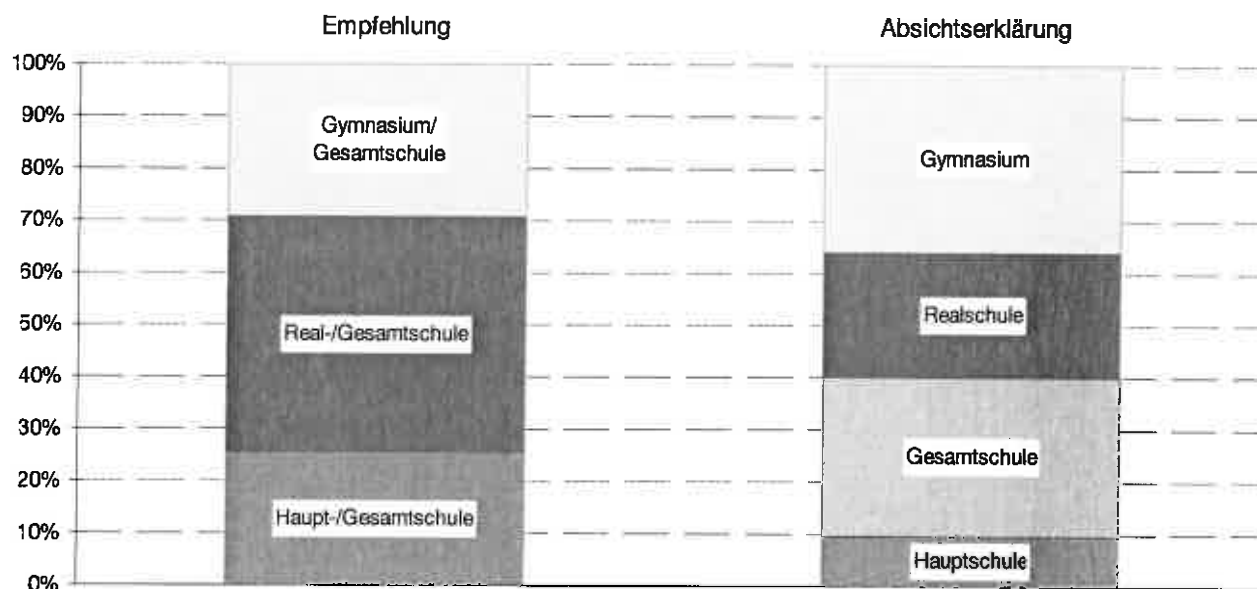 Empfehlung
Absichtserklärung
100%
90%
80%
70%
60%
50%
40%
30%
20%
10%
0%
Gymnasium/
Gesamtschule
Real-/Gesamtschule
Haupt-/Gesamtschule
Gymnasium
Realschule
Gesamtschule
Hauptschule